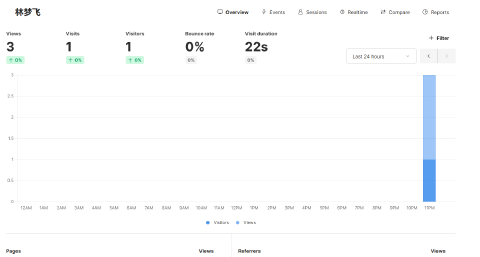 林梦飞
Overview Events Sessions Realtime Compare Reports
Views Visits Visitors Bounce rate Visit duration
3 1 1 0% 22s
↑ 0% ↑ 0% ↑ 0% 0% 0%
Filter
Last 24 hours
3
2.5
2
1.5
1
0.5
0
12AM 1AM 2AM 3AM 4AM 5AM 6AM 7AM 8AM 9AM 10AM 11AM 12PM 1PM 2PM 3PM 4PM 5PM 6PM 7PM 8PM 9PM 10PM 11PM
Visitors Views
Pages Views Referrers Views